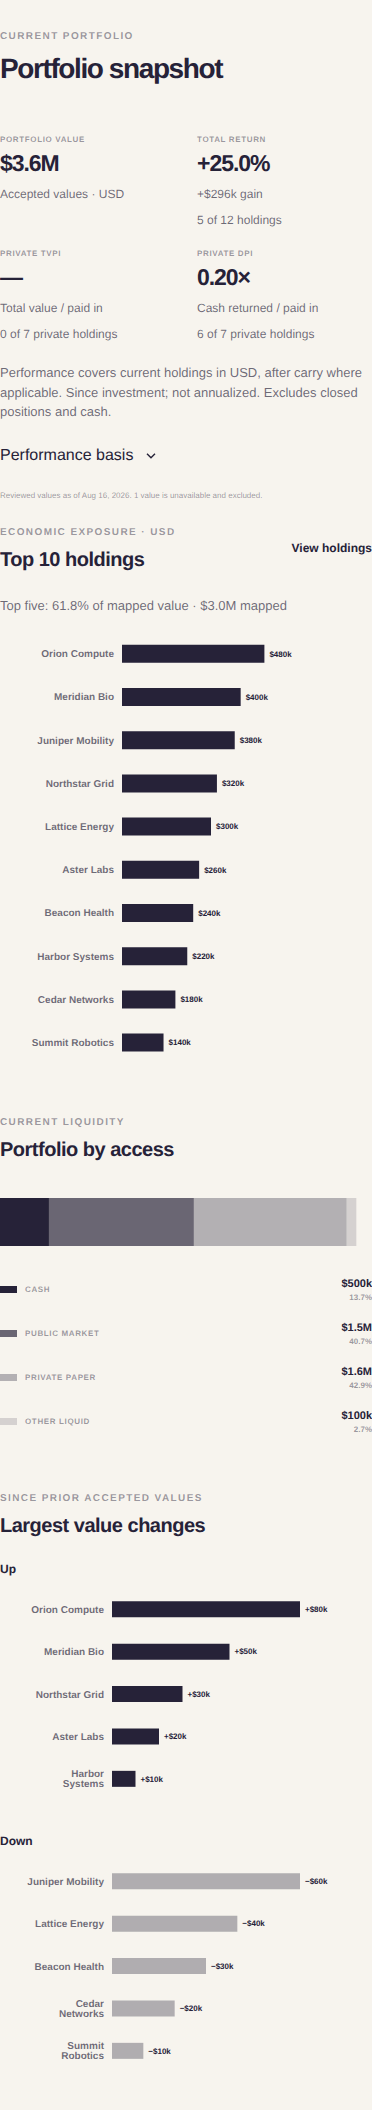 CURRENT PORTFOLIO
Portfolio snapshot
PORTFOLIO VALUE
$3.6M
Accepted values · USD
TOTAL RETURN
+25.0%
+$296k gain
5 of 12 holdings
PRIVATE TVPI
—
Total value / paid in
0 of 7 private holdings
PRIVATE DPI
0.20×
Cash returned / paid in
6 of 7 private holdings
Performance covers current holdings in USD, after carry where
applicable. Since investment; not annualized. Excludes closed
positions and cash.
Performance basis
Reviewed values as of Aug 16, 2026. 1 value is unavailable and excluded.
ECONOMIC EXPOSURE · USD
Top 10 holdings
View holdings
Top five: 61.8% of mapped value · $3.0M mapped
Orion Compute $480k
Meridian Bio $400k
Juniper Mobility $380k
Northstar Grid $320k
Lattice Energy $300k
Aster Labs $260k
Beacon Health $240k
Harbor Systems $220k
Cedar Networks $180k
Summit Robotics $140k
CURRENT LIQUIDITY
Portfolio by access
CASH $500k
13.7%
PUBLIC MARKET $1.5M
40.7%
PRIVATE PAPER $1.6M
42.9%
OTHER LIQUID $100k
2.7%
SINCE PRIOR ACCEPTED VALUES
Largest value changes
Up
Orion Compute +$80k
Meridian Bio +$50k
Northstar Grid +$30k
Aster Labs +$20k
Harbor
Systems +$10k
Down
Juniper Mobility −$60k
Lattice Energy −$40k
Beacon Health −$30k
Cedar
Networks −$20k
Summit
Robotics −$10k